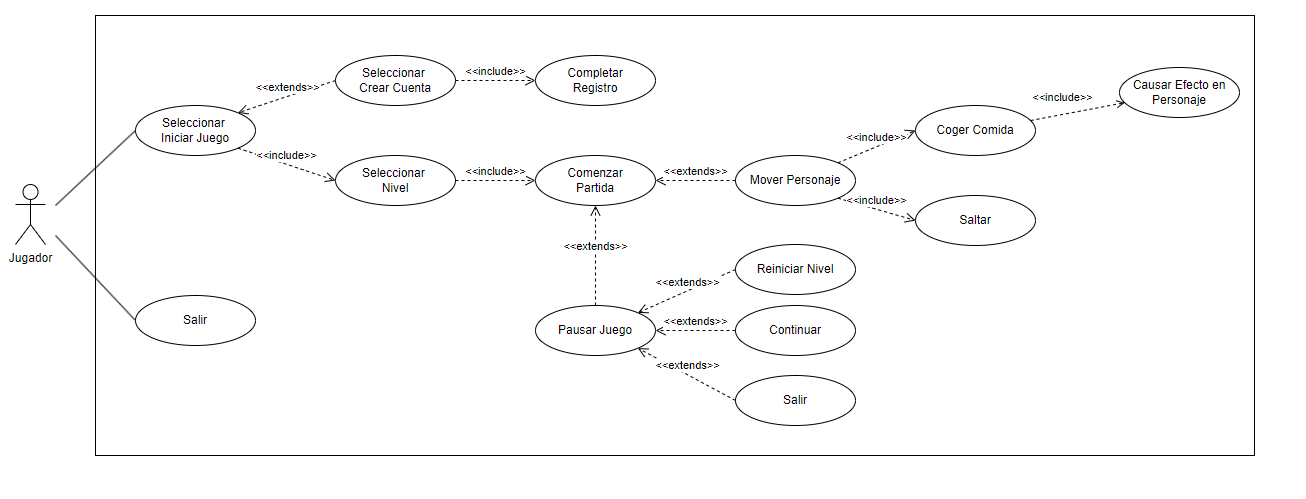 Seleccionar
Crear Cuenta
<<include>>
Completar
Registro
<<extends>>
Seleccionar
Iniciar Juego
<<include>>
Seleccionar
Nivel
<<include>>
Comenzar
Partida
<<extends>>
Mover Personaje
<<include>>
Coger Comida
<<include>>
Causar Efecto en
Personaje
<<include>>
Saltar
Jugador
<<extends>>
Salir
Pausar Juego
<<extends>>
Reiniciar Nivel
<<extends>>
Continuar
<<extends>>
Salir